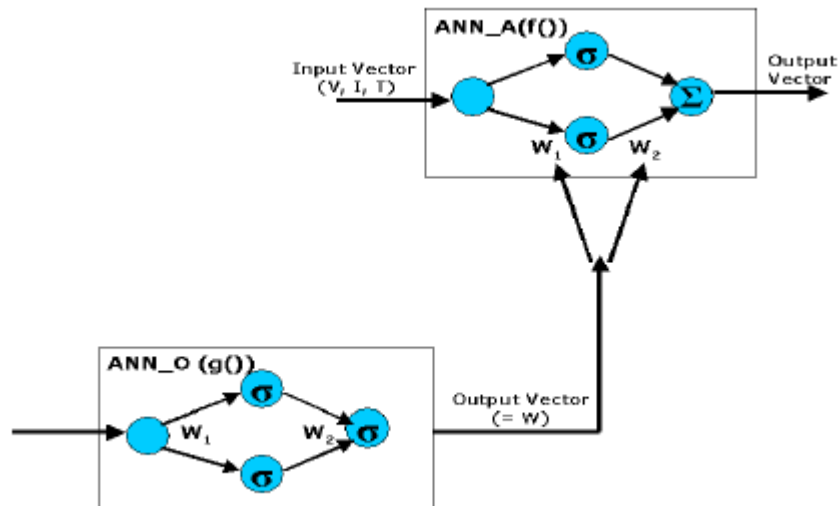 ANN_A(f())
σ
Input Vector
(V, I, T)
Output
Vector
Σ
σ
W1
W2
ANN_O (g())
σ
Output Vector
(= W)
W1
W2
σ
σ